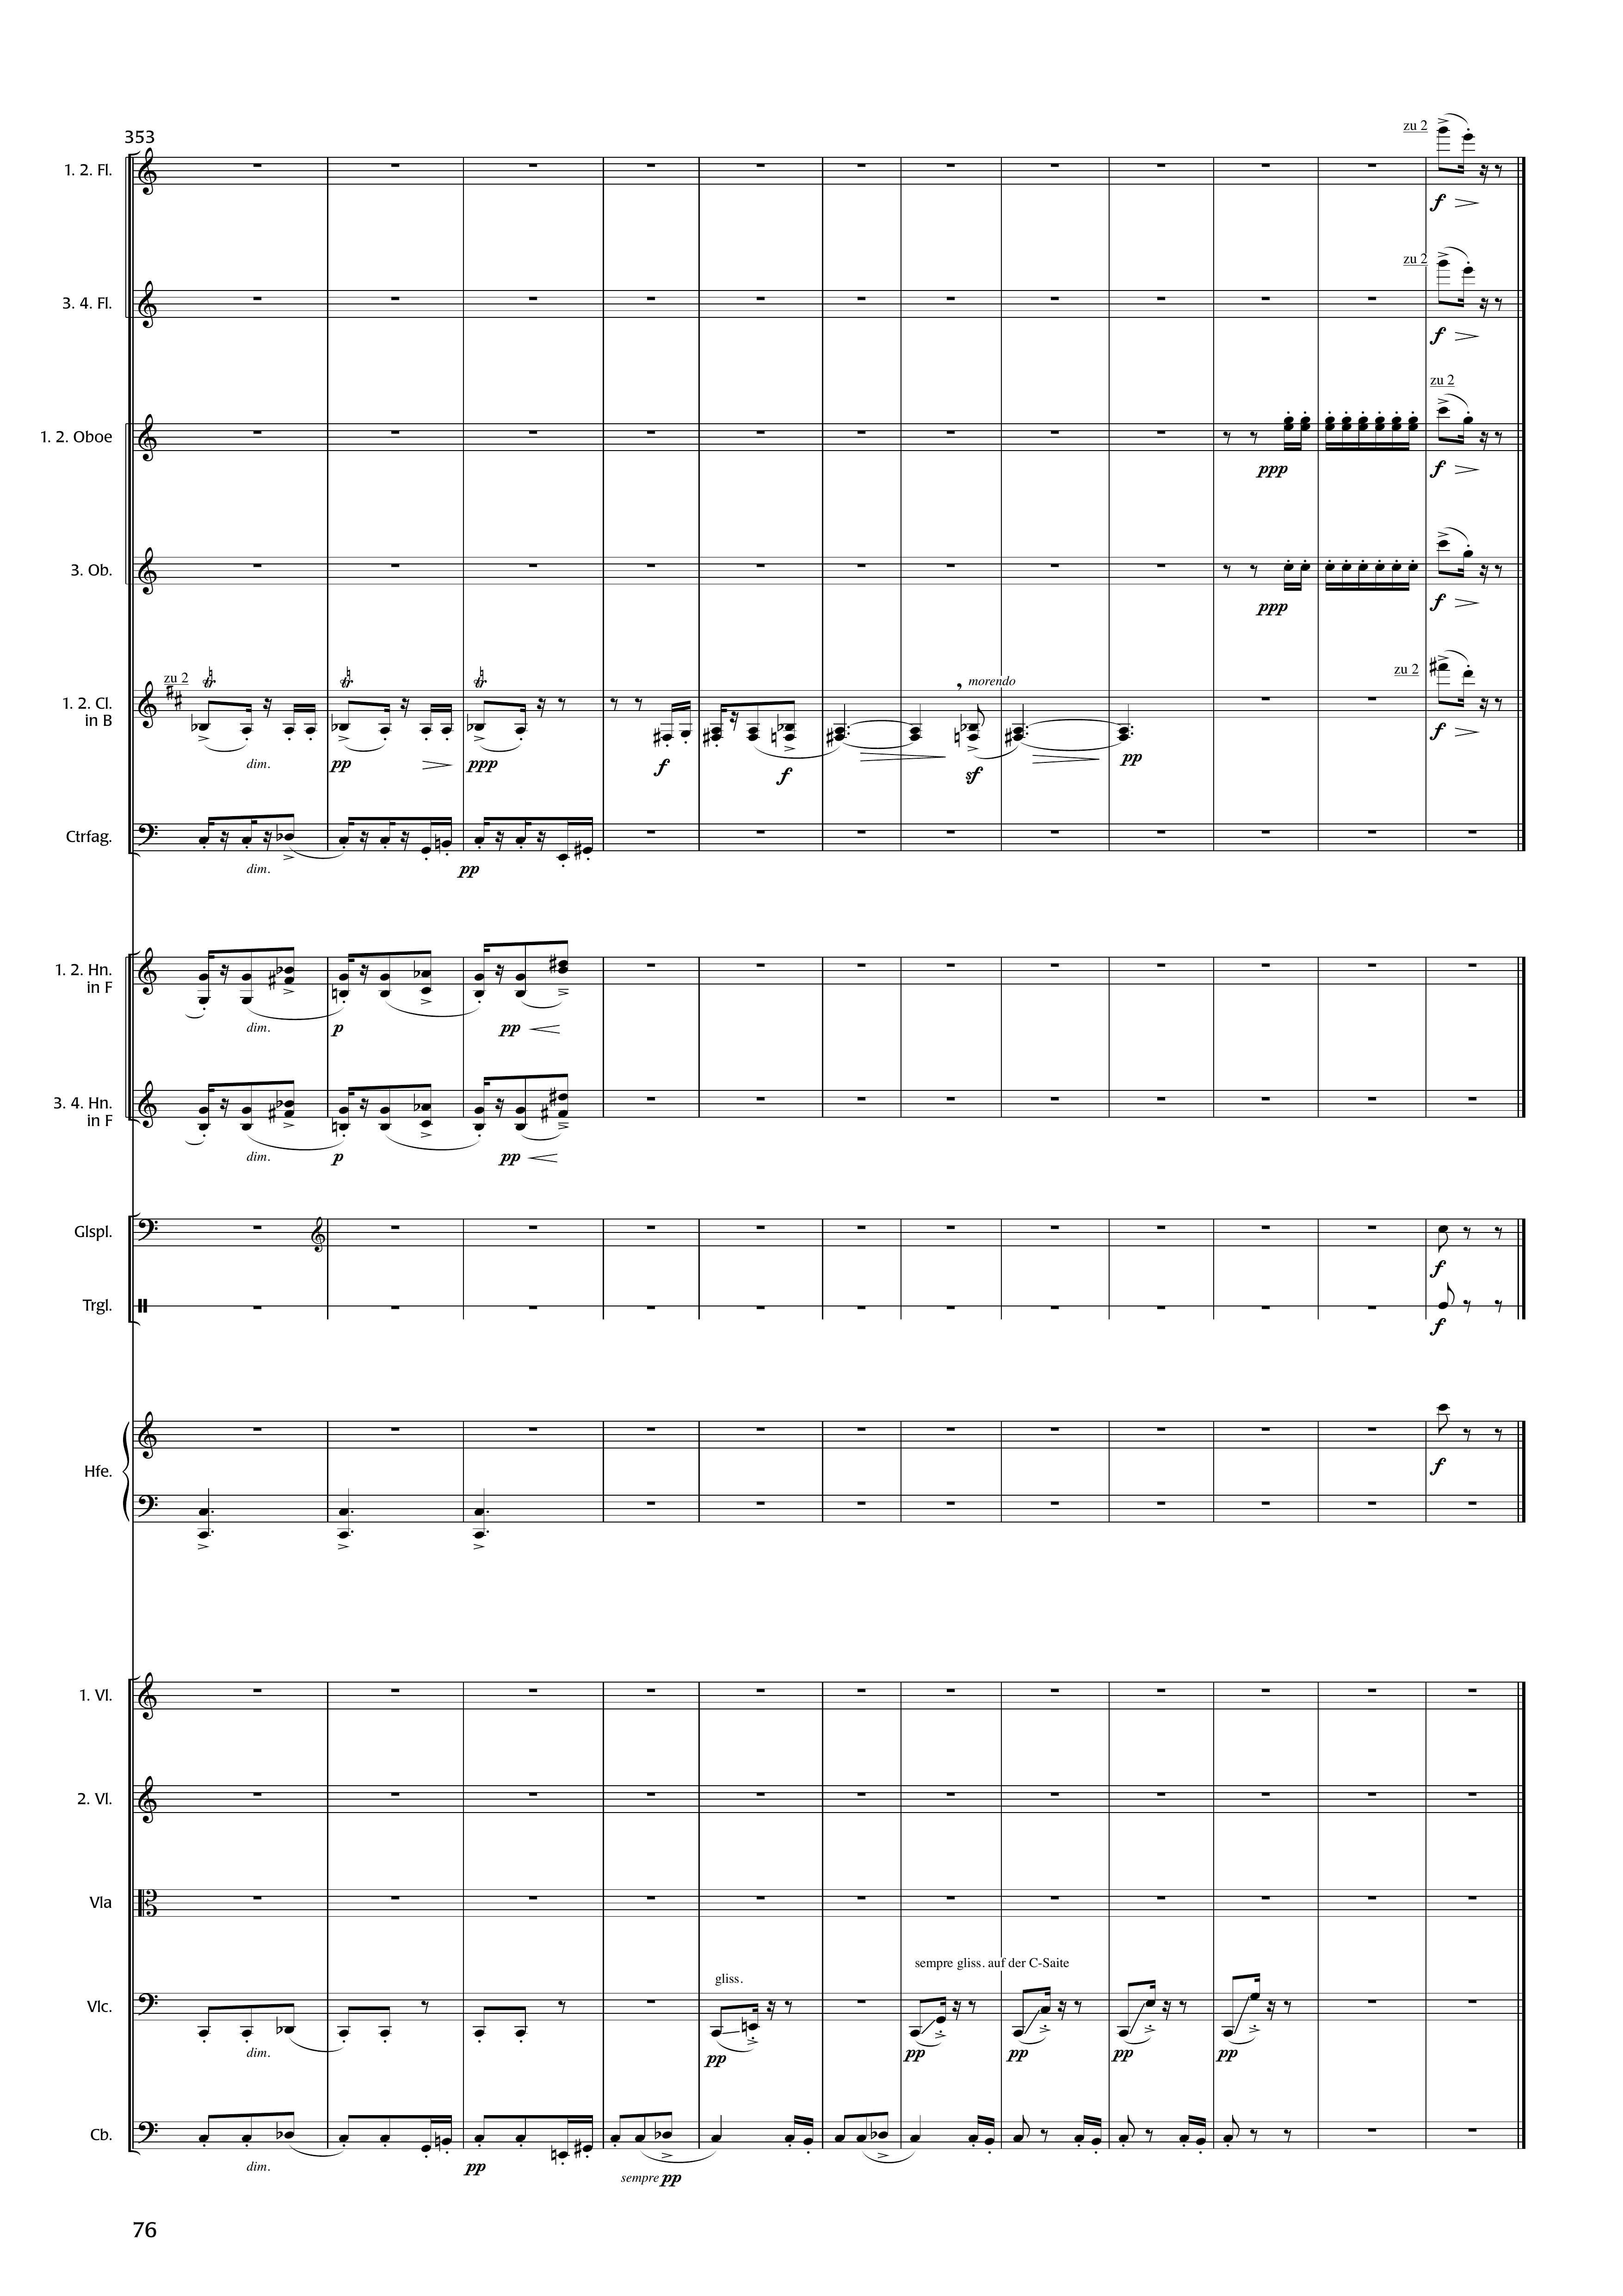 353
zu 2
1. 2. Fl.
f
zu 2
3. 4. Fl.
f
zu 2
1. 2. Oboe
ppp f
3. Ob.
ppp f
zu 2 morendo zu 2
1. 2. Cl.
in B
dim. pp ppp f f sf pp f
Ctrfag.
dim. pp
1. 2. Hn.
in F
dim. p pp
3. 4. Hn.
in F
dim. p pp
Glspl.
f
Trgl.
f
Hfe.
f
1. Vl.
2. Vl.
Vla
sempre gliss. auf der C-Saite
gliss.
Vlc.
dim. pp pp pp pp pp
Cb.
dim. pp sempre pp
76